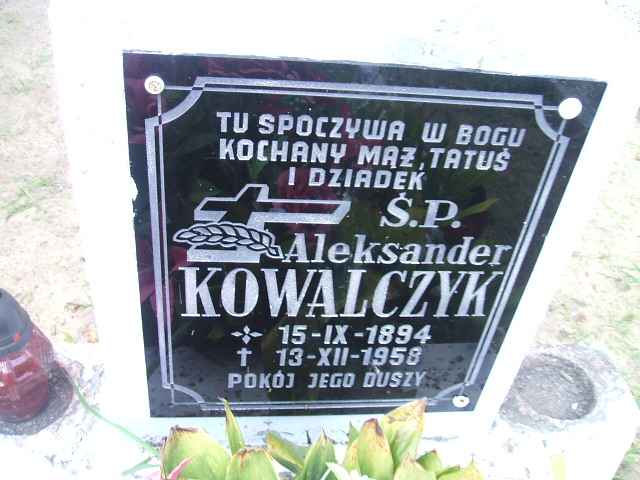 TU SPOCZYWA W BOGU
KOCHANY MĄŻ, TATUŚ
I DZIADEK
Ś.P.
Aleksander
KOWALCZYK
15-IX-1894
† 13-XII-1958
POKÓJ JEGO DUSZY